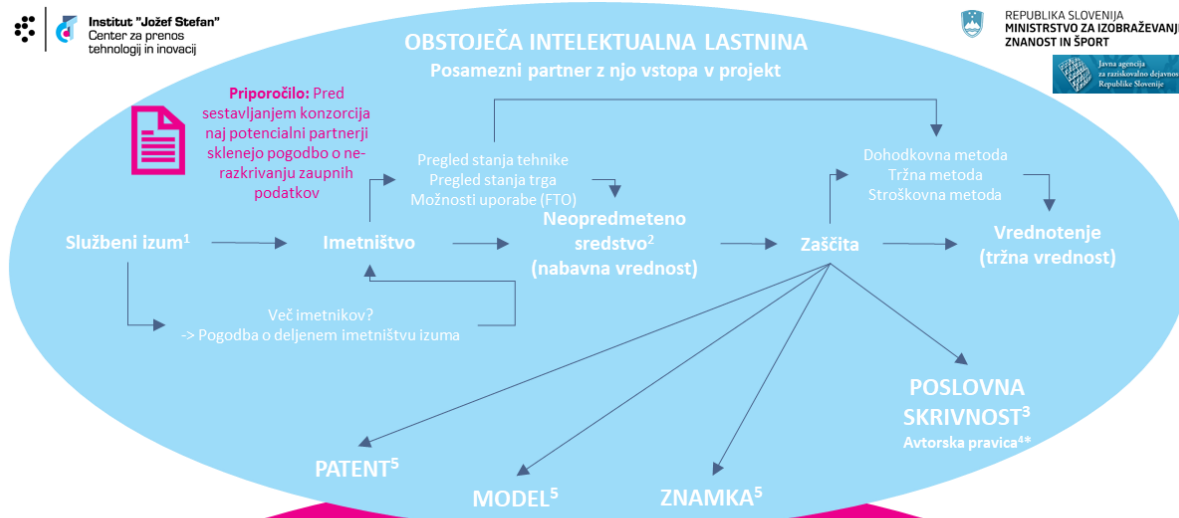 Institut "Jožef Stefan"
Center za prenos
tehnologij in inovacij
REPUBLIKA SLOVENIJA
MINISTRSTVO ZA IZOBRAŽEVANJE
ZNANOST IN ŠPORT
Javna agencija
za raziskovalno dejavnos
Republike Slovenije
OBSTOJEČA INTELEKTUALNA LASTNINA
Posamezni partner z njo vstopa v projekt
Priporočilo: Pred
sestavljanjem konzorcija
naj potencialni partnerji
sklenejo pogodbo o ne-
razkrivanju zaupnih
podatkov
Pregled stanja tehnike
Pregled stanja trga
Možnosti uporabe (FTO)
Dohodkovna metoda
Tržna metoda
Stroškovna metoda
Službeni izum¹
Imetništvo
Neopredmeteno
sredstvo²
(nabavna vrednost)
Zaščita
Vrednotenje
(tržna vrednost)
Več imetnikov?
-> Pogodba o deljenem imetništvu izuma
POSLOVNA
SKRIVNOST³
Avtorska pravica⁴*
PATENT⁵
MODEL⁵
ZNAMKA⁵